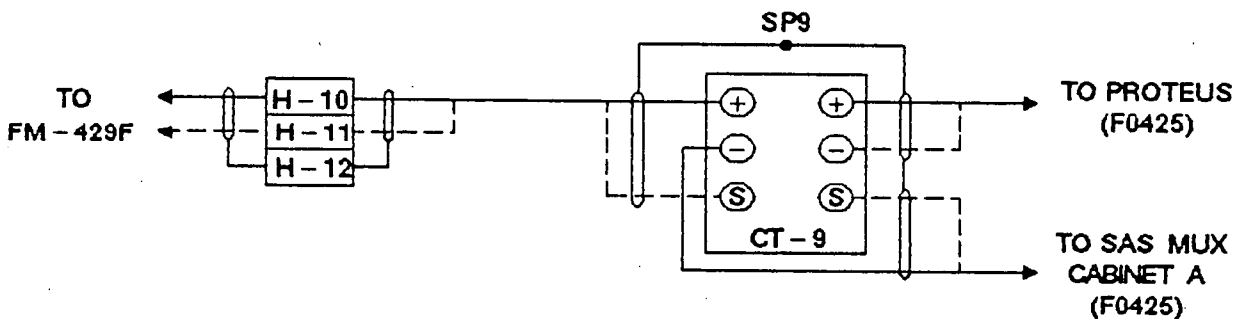 SP9
TO
FM-429F
H-10
H-11
H-12
+
+
-
-
S
S
CT-9
TO PROTEUS
(F0425)
TO SAS MUX
CABINET A
(F0425)